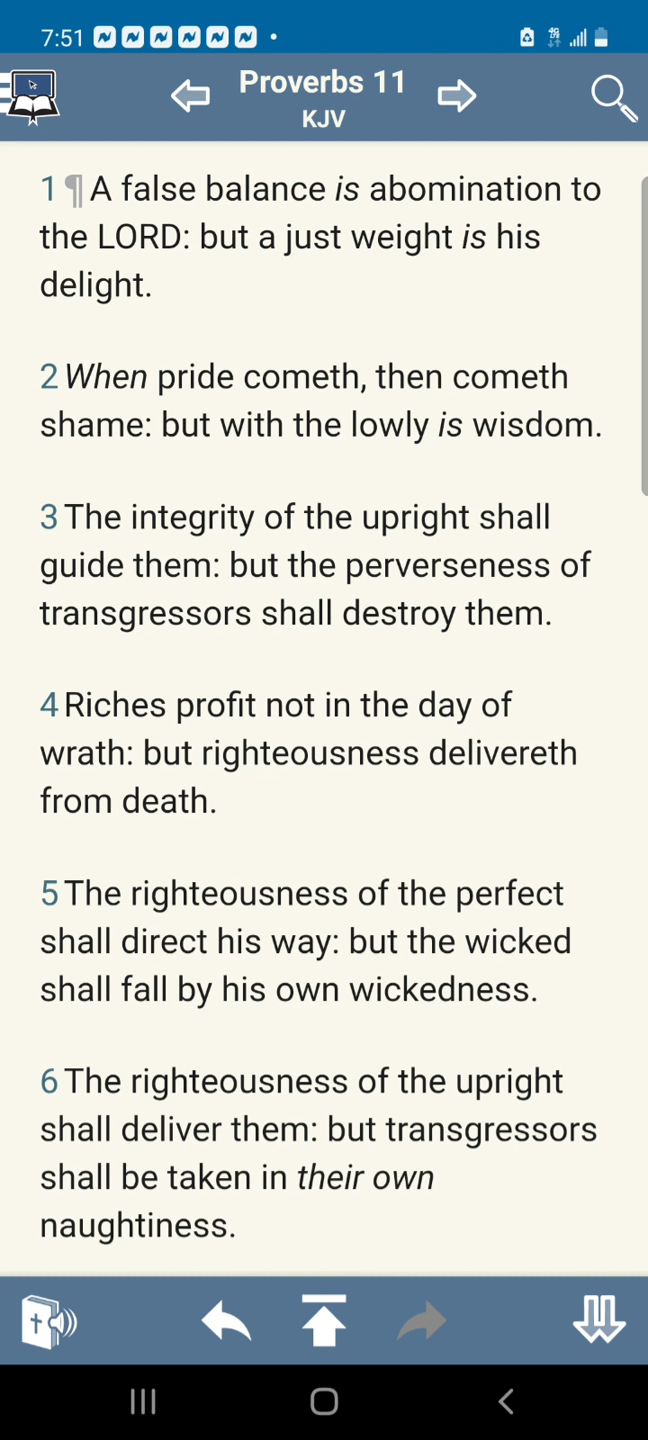 7:51
Proverbs 11
KJV
1 ¶ A false balance is abomination to
the LORD: but a just weight is his
delight.
2 When pride cometh, then cometh
shame: but with the lowly is wisdom.
3 The integrity of the upright shall
guide them: but the perverseness of
transgressors shall destroy them.
4 Riches profit not in the day of
wrath: but righteousness delivereth
from death.
5 The righteousness of the perfect
shall direct his way: but the wicked
shall fall by his own wickedness.
6 The righteousness of the upright
shall deliver them: but transgressors
shall be taken in their own
naughtiness.